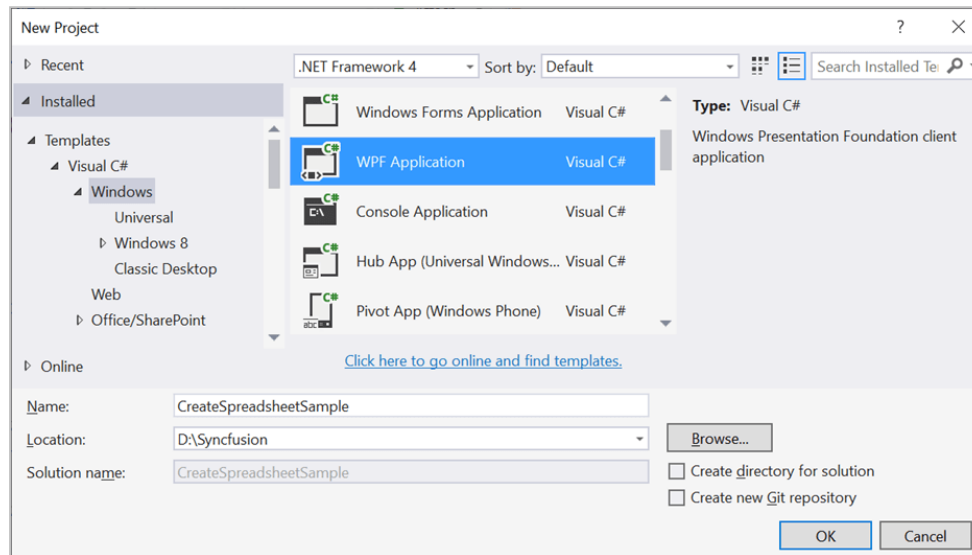 New Project
Recent
.NET Framework 4
Sort by: Default
Search Installed Te
Installed
Templates
Visual C#
Windows
Universal
Windows 8
Classic Desktop
Web
Office/SharePoint
Online
C# Windows Forms Application Visual C#
C# WPF Application Visual C#
C# C:\ Console Application Visual C#
C# Hub App (Universal Windows... Visual C#
C# abc Pivot App (Windows Phone) Visual C#
Click here to go online and find templates.
Type: Visual C#
Windows Presentation Foundation client
application
Name: CreateSpreadsheetSample
Location: D:\Syncfusion
Browse...
Solution name: CreateSpreadsheetSample
Create directory for solution
Create new Git repository
OK
Cancel